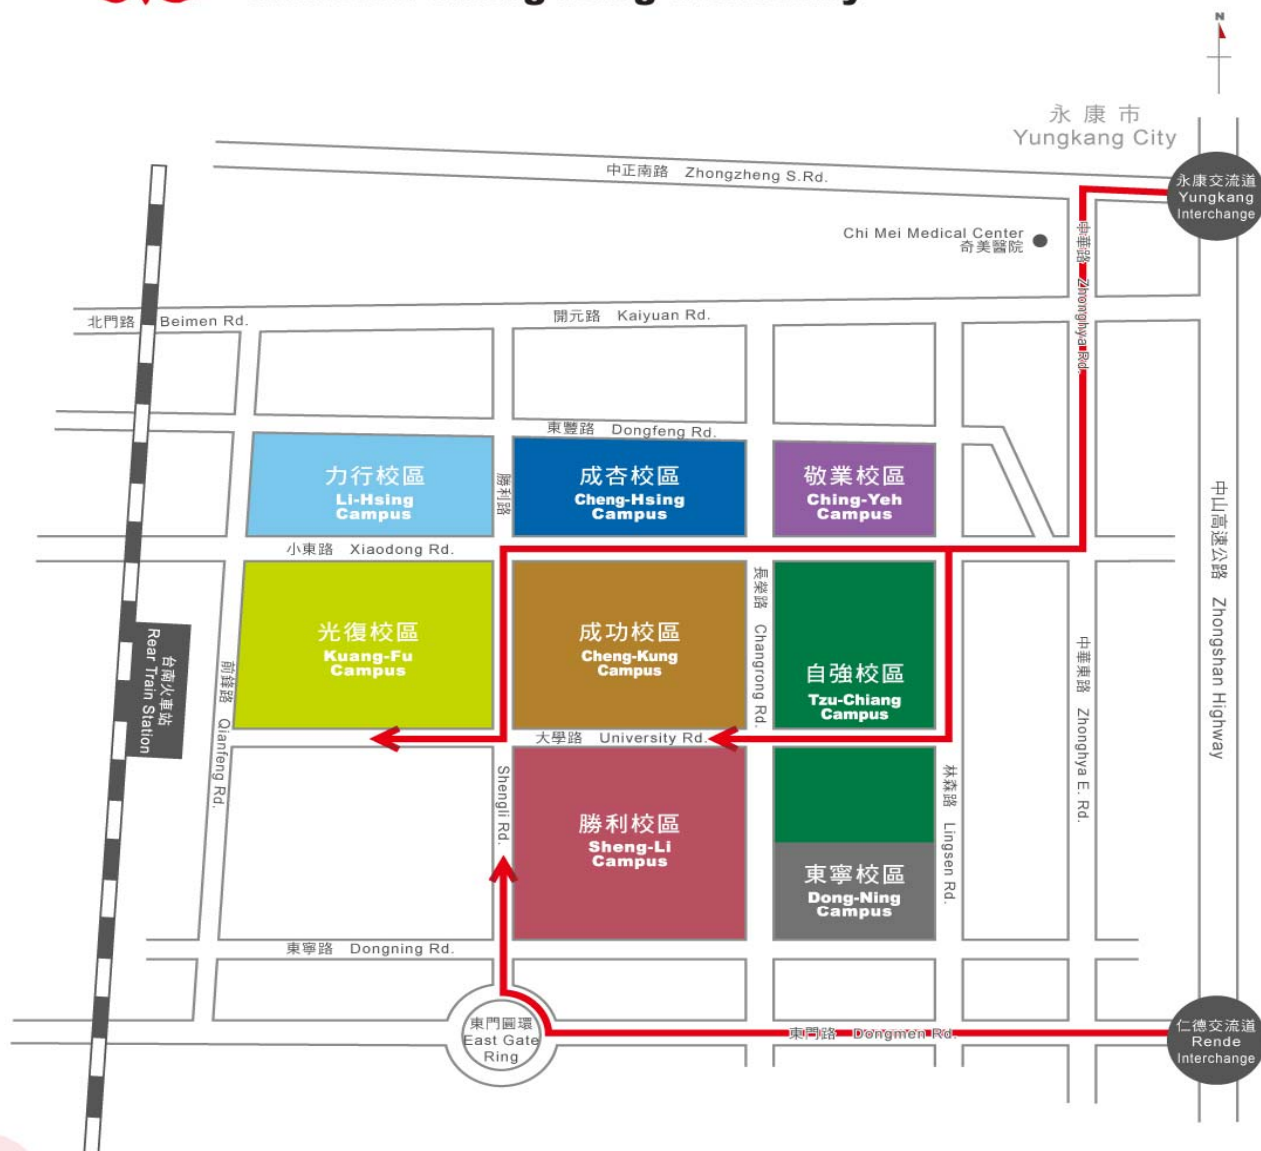 N
永康市
Yungkang City
永康交流道
Yungkang
Interchange
中正南路 Zhongzheng S.Rd.
Chi Mei Medical Center
奇美醫院
中華路 Zhonghya Rd.
北門路 Beimen Rd.
開元路 Kaiyuan Rd.
東豐路 Dongfeng Rd.
力行校區
Li-Hsing
Campus
勝利路
成杏校區
Cheng-Hsing
Campus
敬業校區
Ching-Yeh
Campus
中山高速公路 Zhongshan Highway
小東路 Xiaodong Rd.
台南火車站
Rear Train Station
前鋒路 Qianfeng Rd.
光復校區
Kuang-Fu
Campus
成功校區
Cheng-Kung
Campus
長榮路 Changrong Rd.
自強校區
Tzu-Chiang
Campus
中華東路 Zhonghya E. Rd.
大學路 University Rd.
Shengli Rd.
勝利校區
Sheng-Li
Campus
林森路 Lingsen Rd.
東寧校區
Dong-Ning
Campus
東寧路 Dongning Rd.
東門圓環
East Gate
Ring
東門路 Dongmen Rd.
仁德交流道
Rende
Interchange